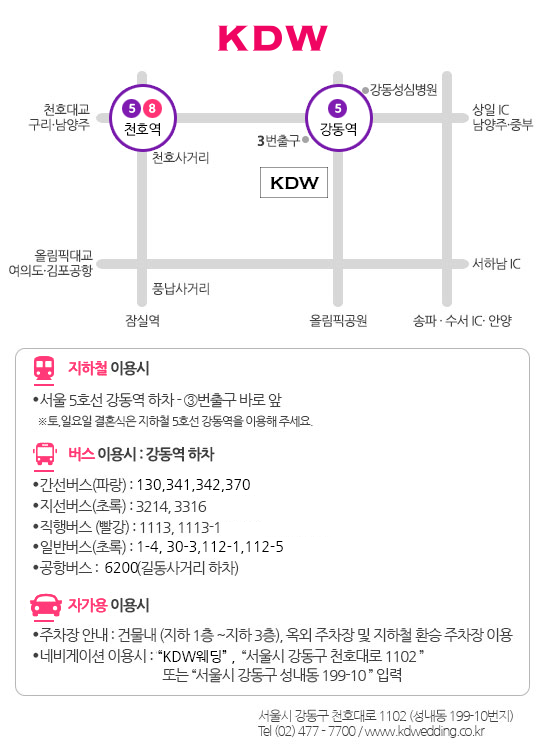 KDW
강동성심병원
천호대교
구리·남양주
5 8
천호역
5
강동역
상일 IC
남양주·중부
3번출구
천호사거리
KDW
올림픽대교
여의도·김포공항
서하남 IC
풍납사거리
잠실역
올림픽공원
송파 · 수서 IC· 안양
지하철 이용시
•서울 5호선 강동역 하차 - ③번출구 바로 앞
※토,일요일 결혼식은 지하철 5호선 강동역을 이용해 주세요.
버스 이용시 : 강동역 하차
•간선버스(파랑) : 130,341,342,370
•지선버스(초록) : 3214, 3316
•직행버스 (빨강) : 1113, 1113-1
•일반버스(초록) : 1-4, 30-3,112-1,112-5
•공항버스 : 6200(길동사거리 하차)
자가용 이용시
•주차장 안내 : 건물내 (지하 1층 ~지하 3층), 옥외 주차장 및 지하철 환승 주차장 이용
•네비게이션 이용시 : “KDW웨딩” , “서울시 강동구 천호대로 1102 ”
또는 “서울시 강동구 성내동 199-10 ” 입력
서울시 강동구 천호대로 1102 (성내동 199-10번지)
Tel (02) 477 - 7700 / www.kdwedding.co.kr